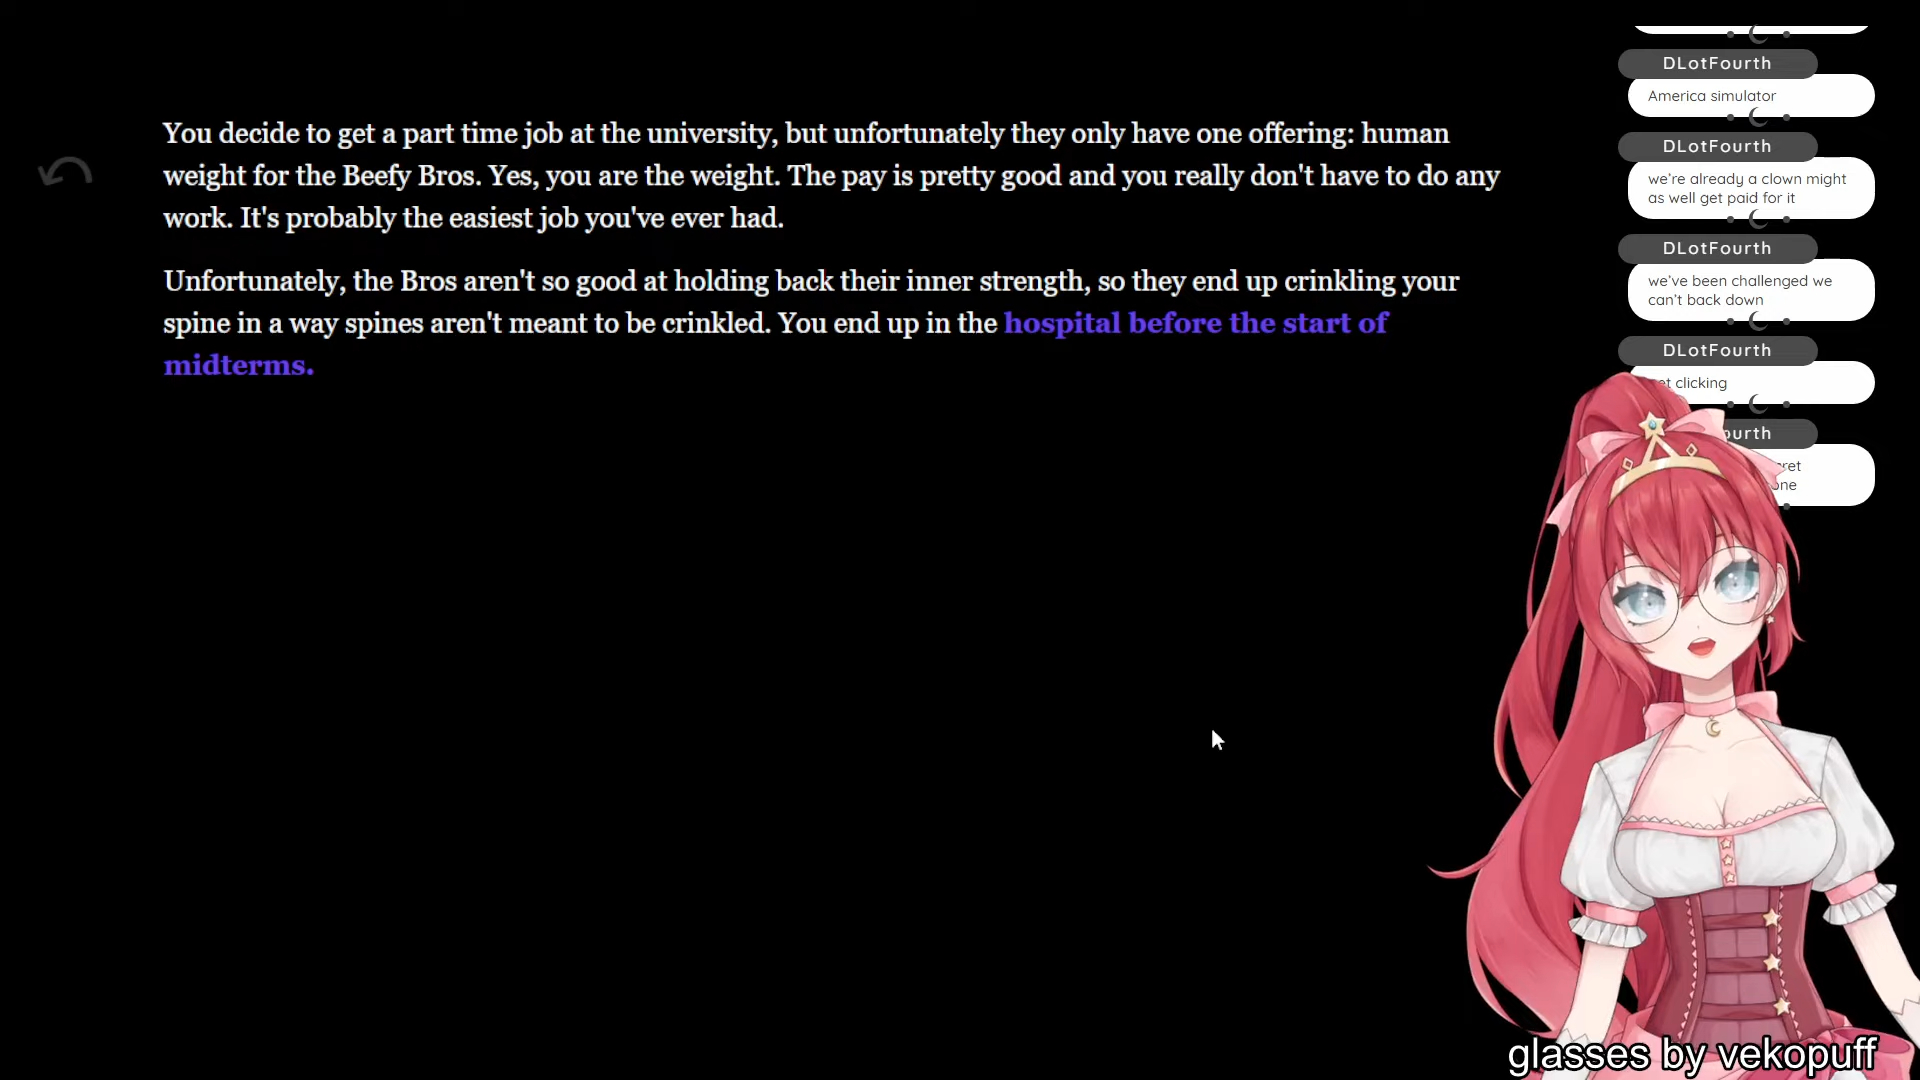 You decide to get a part time job at the university, but unfortunately they only have one offering: human
weight for the Beefy Bros. Yes, you are the weight. The pay is pretty good and you really don't have to do any
work. It's probably the easiest job you've ever had.
Unfortunately, the Bros aren't so good at holding back their inner strength, so they end up crinkling your
spine in a way spines aren't meant to be crinkled. You end up in the hospital before the start of
midterms.
DLotFourth
America simulator
DLotFourth
we're already a clown might
as well get paid for it
DLotFourth
we've been challenged we
can't back down
DLotFourth
clicking
glasses by vekopuff